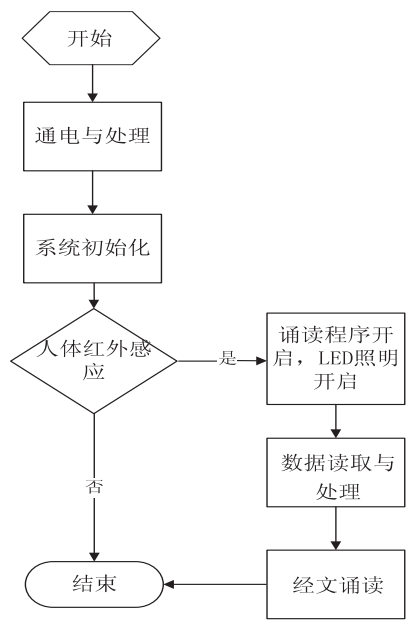 开始
通电与处理
系统初始化
人体红外感
应
是
诵读程序开
启，LED照明
开启
数据读取与
处理
否
结束
经文诵读